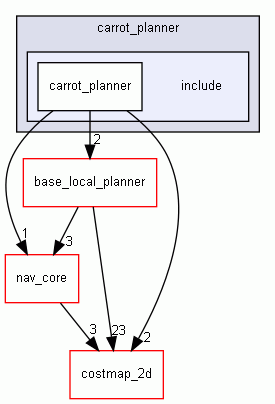 carrot_planner
carrot_planner
include
2
base_local_planner
1
3
nav_core
3
23
2
costmap_2d